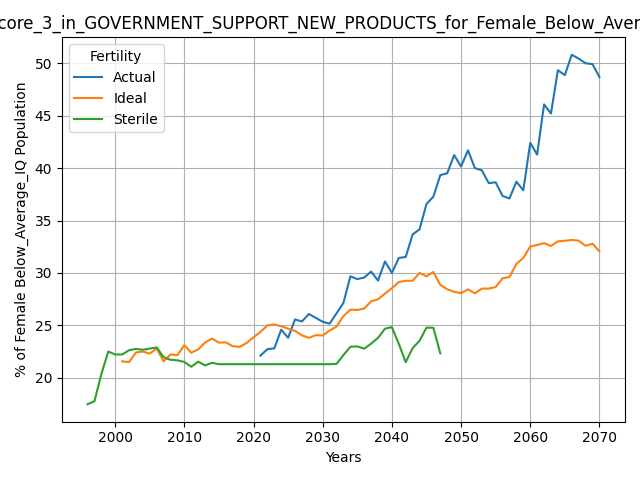 core_3_in_GOVERNMENT_SUPPORT_NEW_PRODUCTS_for_Female_Below_Aver
Fertility
Actual
Ideal
Sterile
% of Female Below_Average_IQ Population
50
45
40
35
30
25
20
2000 2010 2020 2030 2040 2050 2060 2070
Years